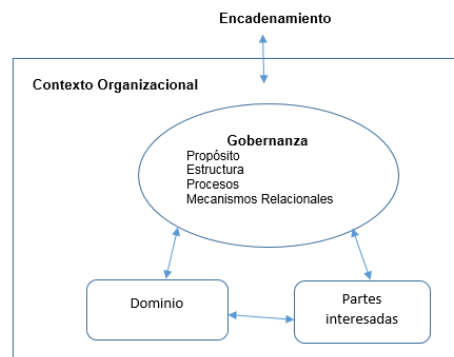 Encadenamiento
Contexto Organizacional
Gobernanza
Propósito
Estructura
Procesos
Mecanismos Relacionales
Dominio
Partes
interesadas